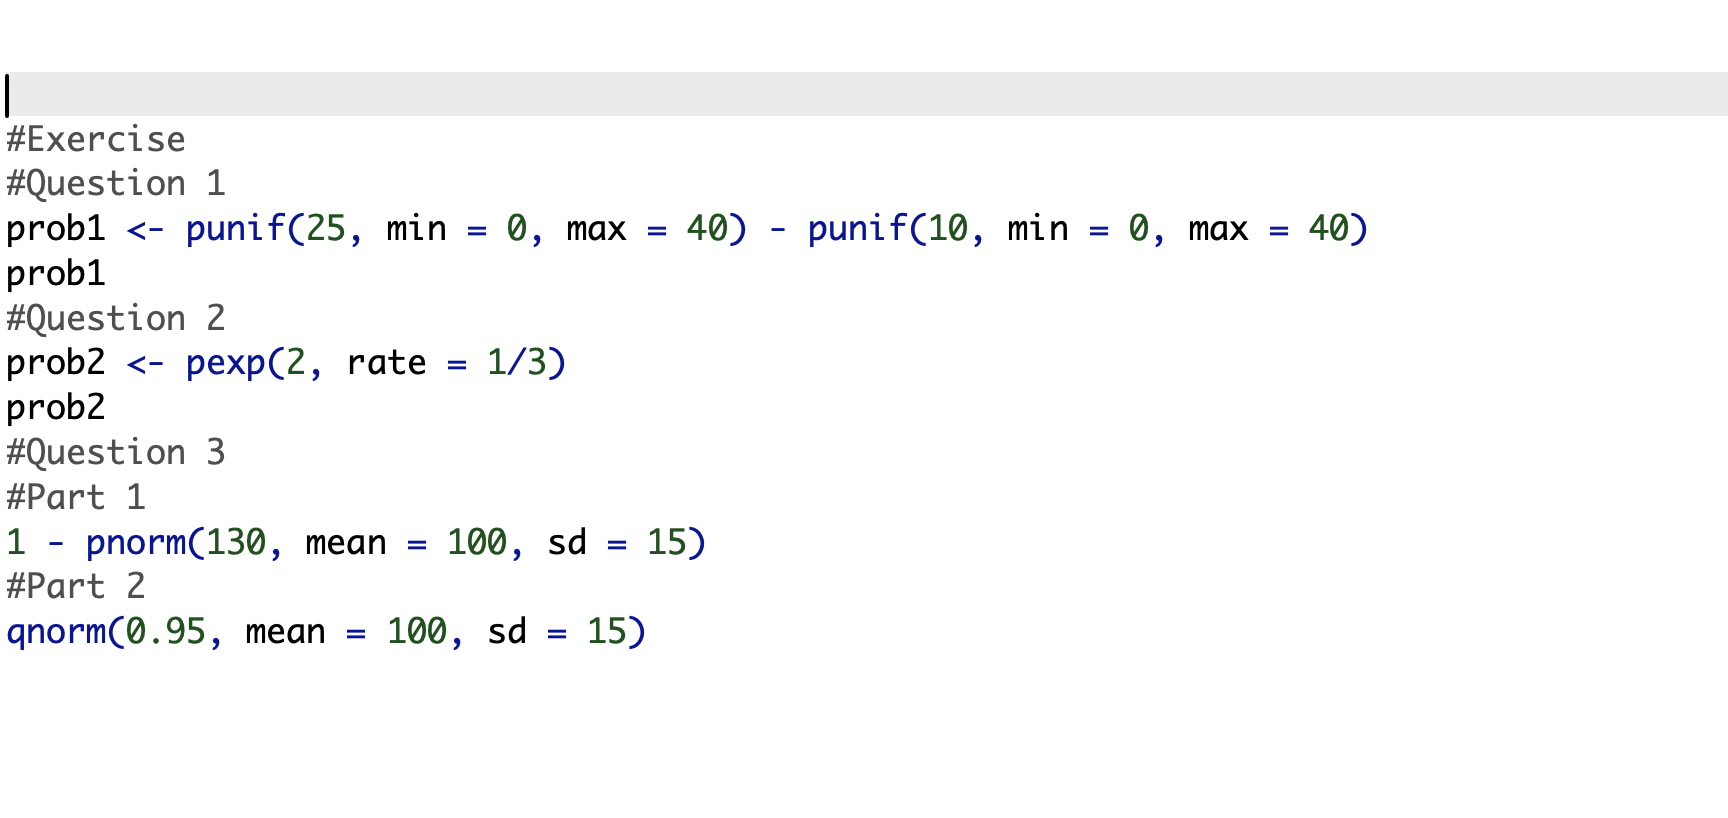 #Exercise
#Question 1
prob1 <- punif(25, min = 0, max = 40) - punif(10, min = 0, max = 40)
prob1
#Question 2
prob2 <- pexp(2, rate = 1/3)
prob2
#Question 3
#Part 1
1 - pnorm(130, mean = 100, sd = 15)
#Part 2
qnorm(0.95, mean = 100, sd = 15)